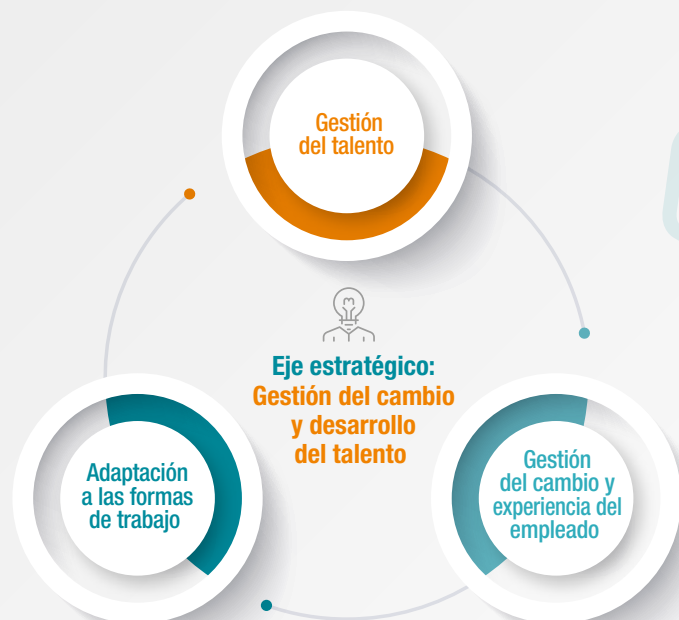 Gestión
del talento
Eje estratégico:
Gestión del cambio
y desarrollo
del talento
Adaptación
a las formas
de trabajo
Gestión
del cambio y
experiencia del
empleado